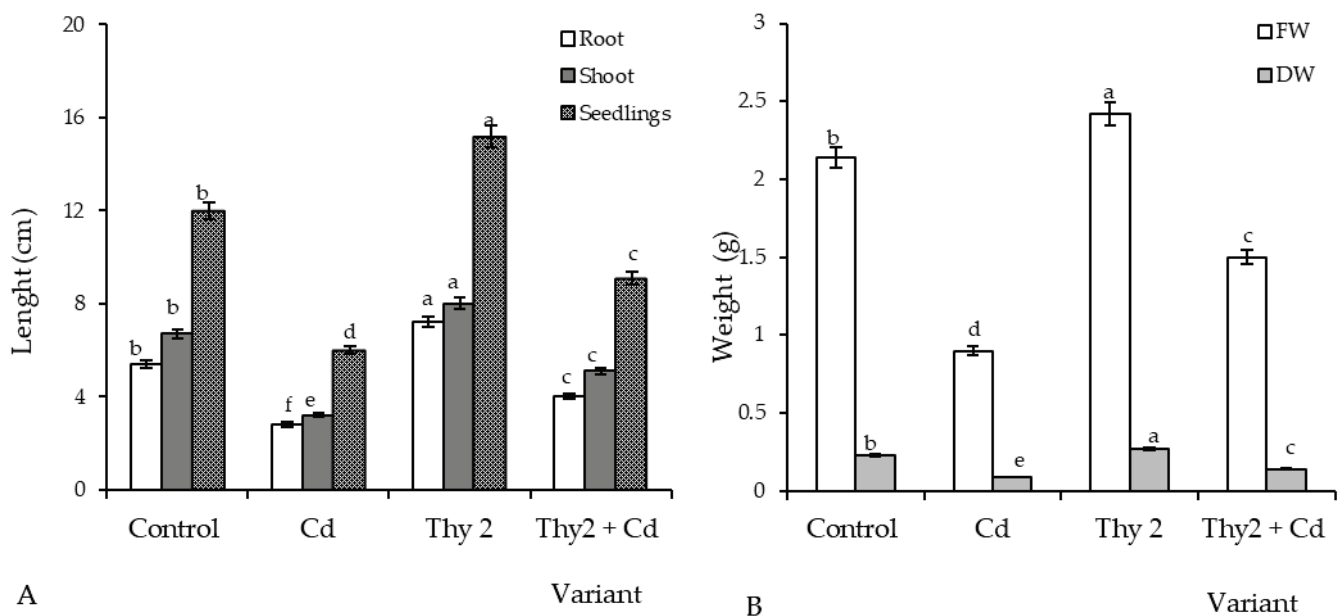 20
16
12
8
4
0
Lenght (cm)
Root
Shoot
Seedlings
b
b
b
f
e
d
a
a
a
c
c
c
Control
Cd
Thy 2
Thy2 + Cd
A
Variant
3
2.5
2
1.5
1
0.5
0
Weight (g)
FW
DW
b
b
d
e
a
a
c
c
Control
Cd
Thy 2
Thy2 + Cd
B
Variant